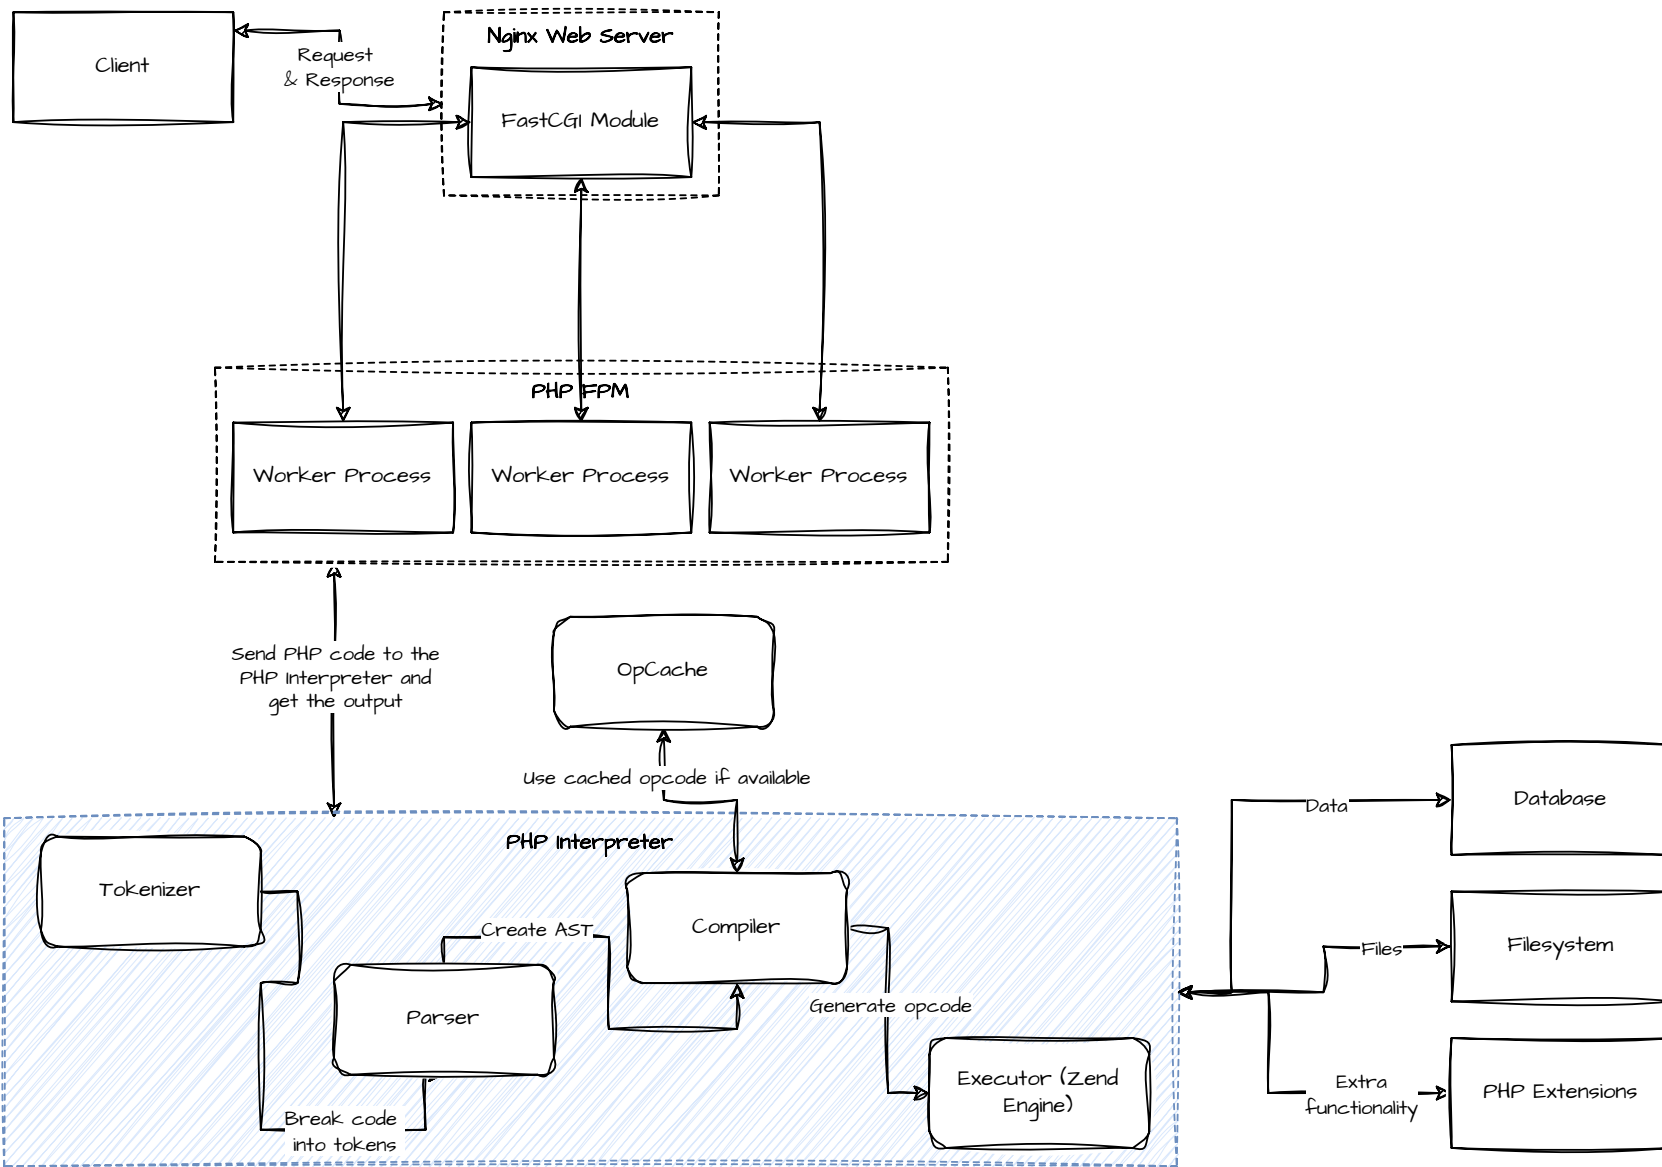 Client
Request
& Response
Nginx Web Server
FastCGI Module
PHP FPM
Worker Process
Worker Process
Worker Process
Send PHP code to the
PHP Interpreter and
get the output
OpCache
Use cached opcode if available
PHP Interpreter
Tokenizer
Break code
into tokens
Parser
Create AST
Compiler
Generate opcode
Executor (Zend
Engine)
Data
Database
Files
Filesystem
Extra
functionality
PHP Extensions